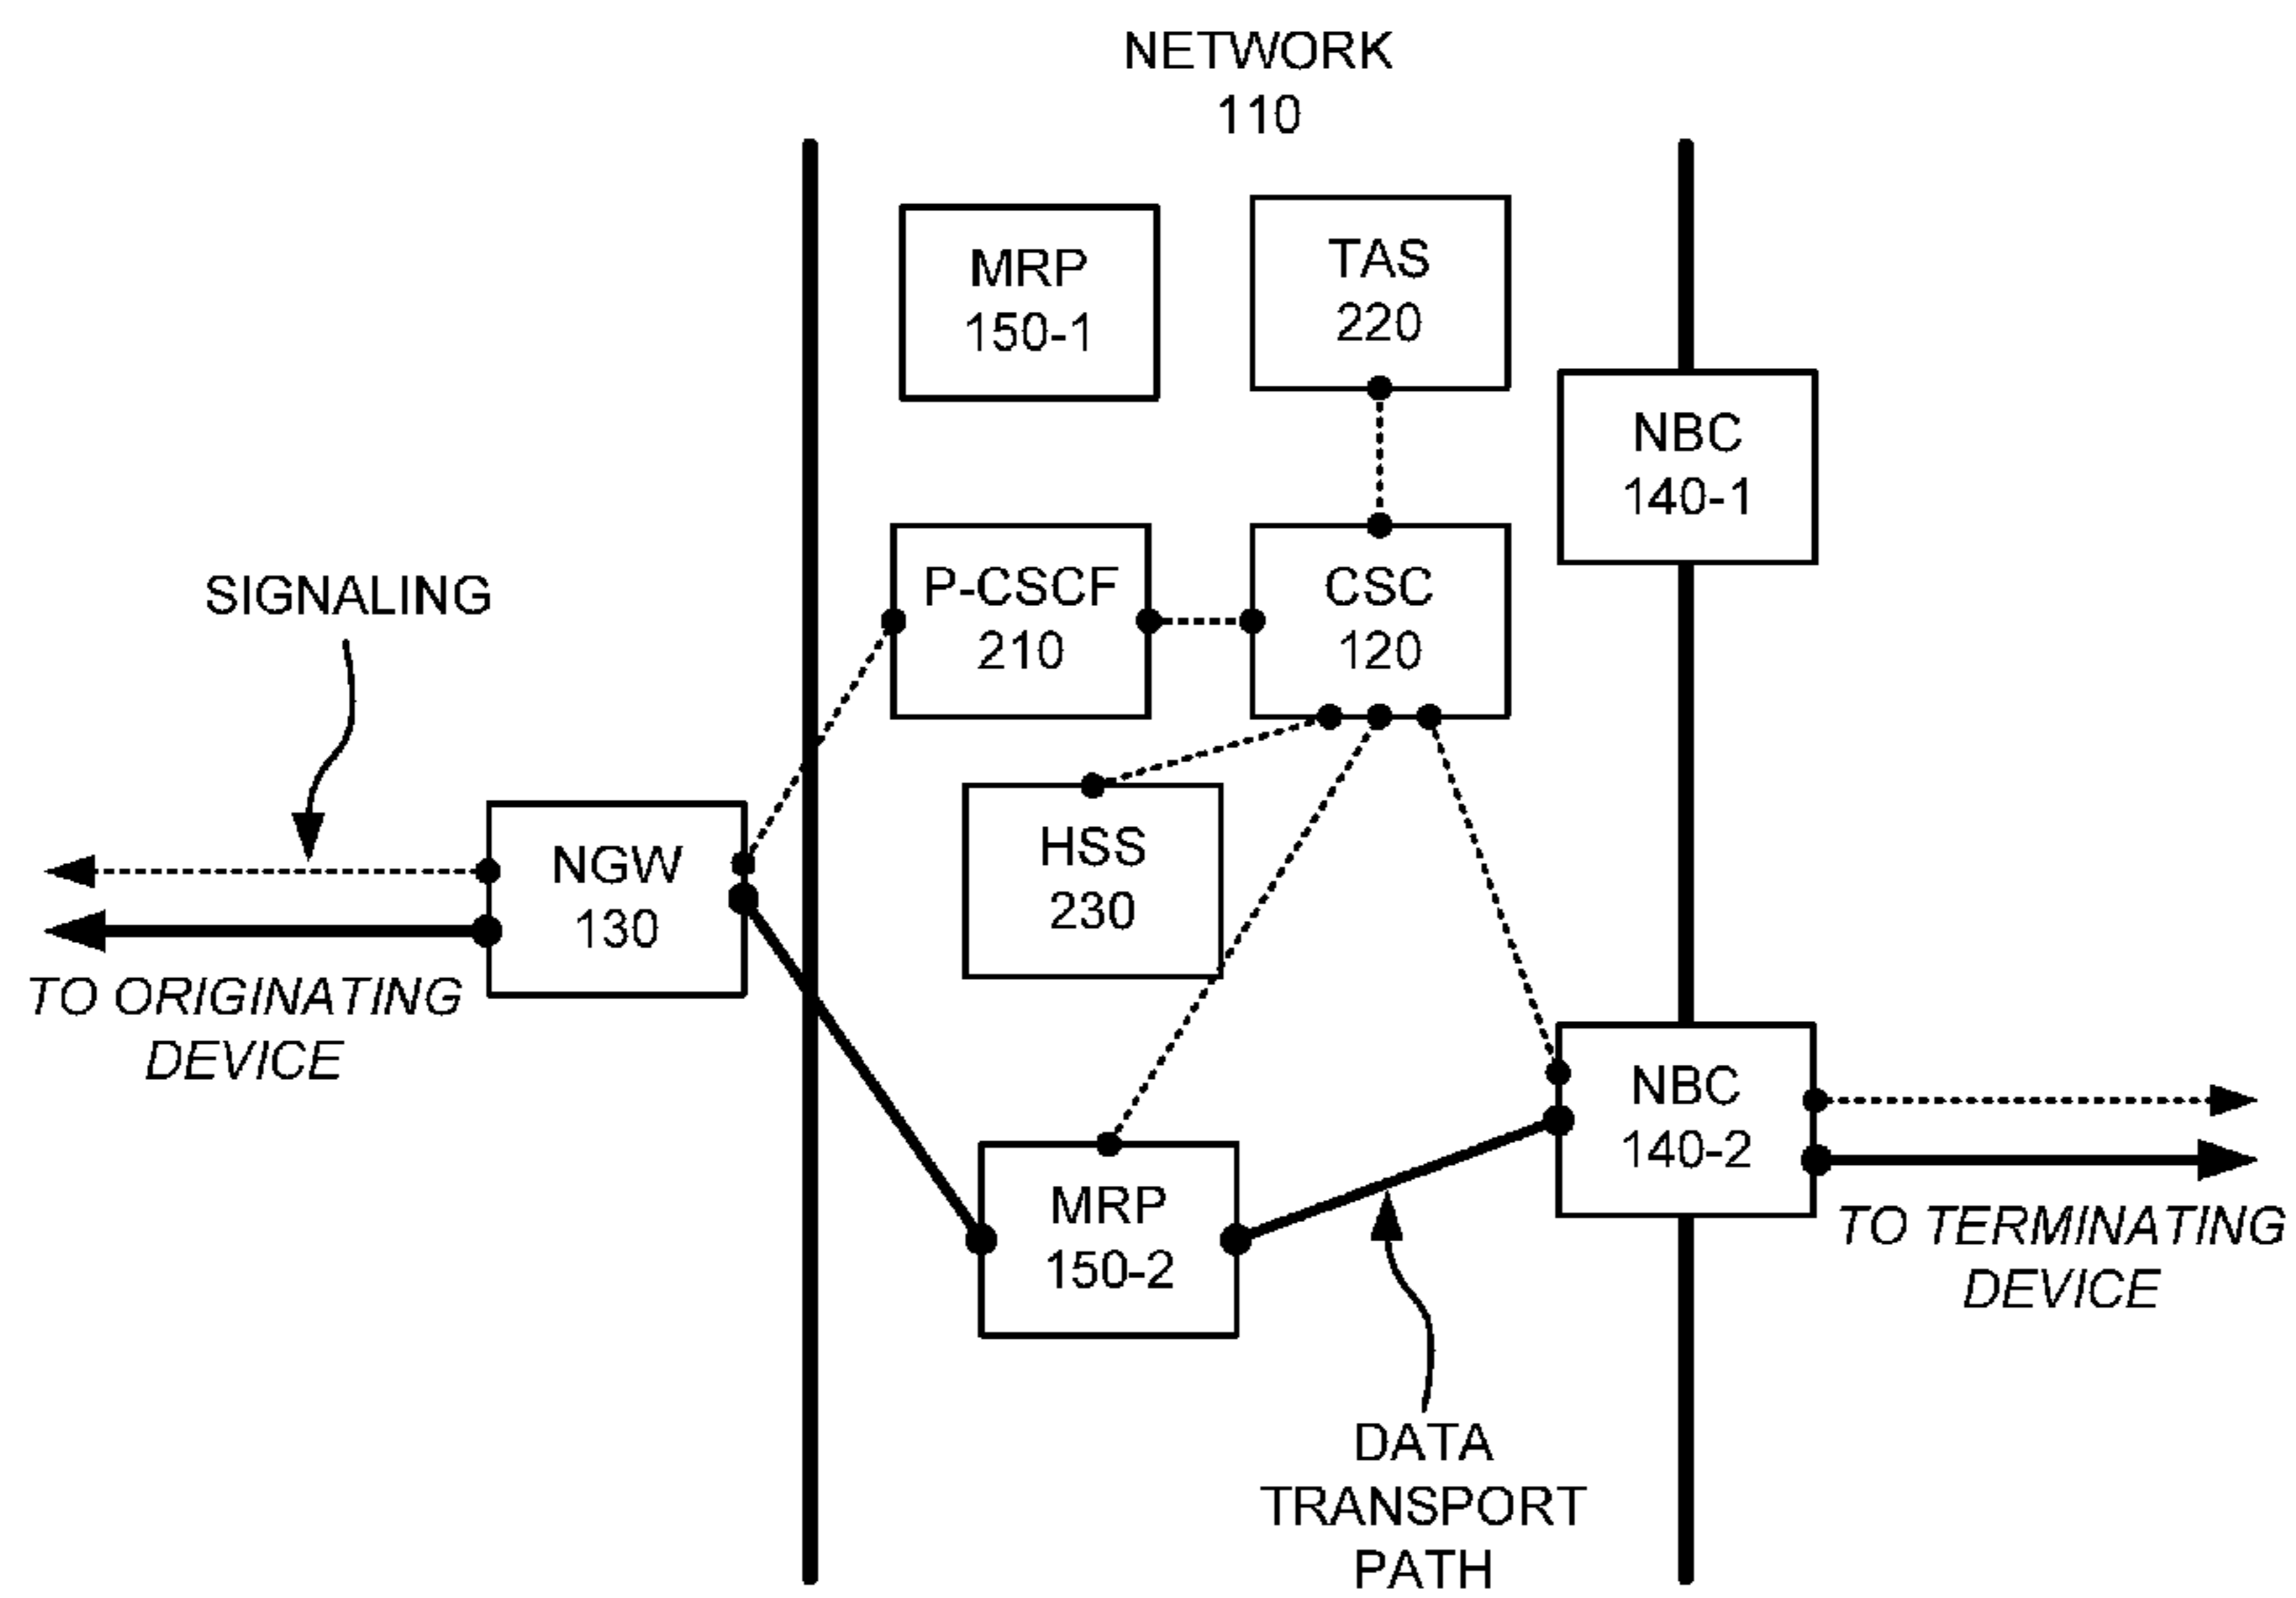 NETWORK
110
MRP
150-1
TAS
220
NBC
140-1
P-CSCF
210
CSC
120
SIGNALING
NGW
130
HSS
230
TO ORIGINATING
DEVICE
NBC
140-2
MRP
150-2
TO TERMINATING
DEVICE
DATA
TRANSPORT
PATH